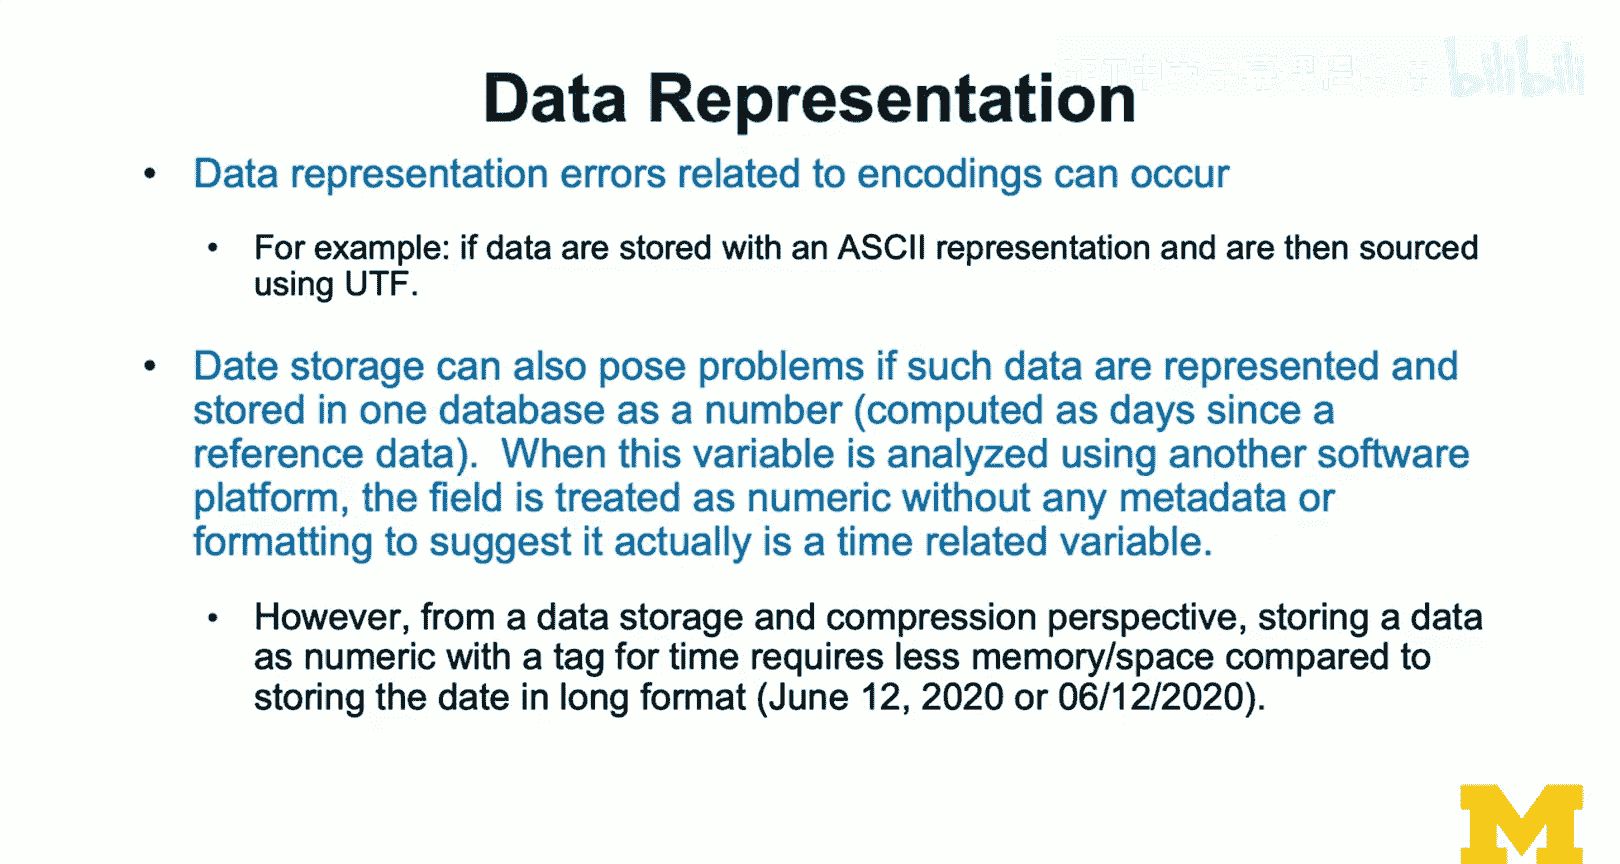 Data Representation
• Data representation errors related to encodings can occur
• For example: if data are stored with an ASCII representation and are then sourced
using UTF.
• Date storage can also pose problems if such data are represented and
stored in one database as a number (computed as days since a
reference data).  When this variable is analyzed using another software
platform, the field is treated as numeric without any metadata or
formatting to suggest it actually is a time related variable.
• However, from a data storage and compression perspective, storing a data
as numeric with a tag for time requires less memory/space compared to
storing the date in long format (June 12, 2020 or 06/12/2020).
bilibili
M